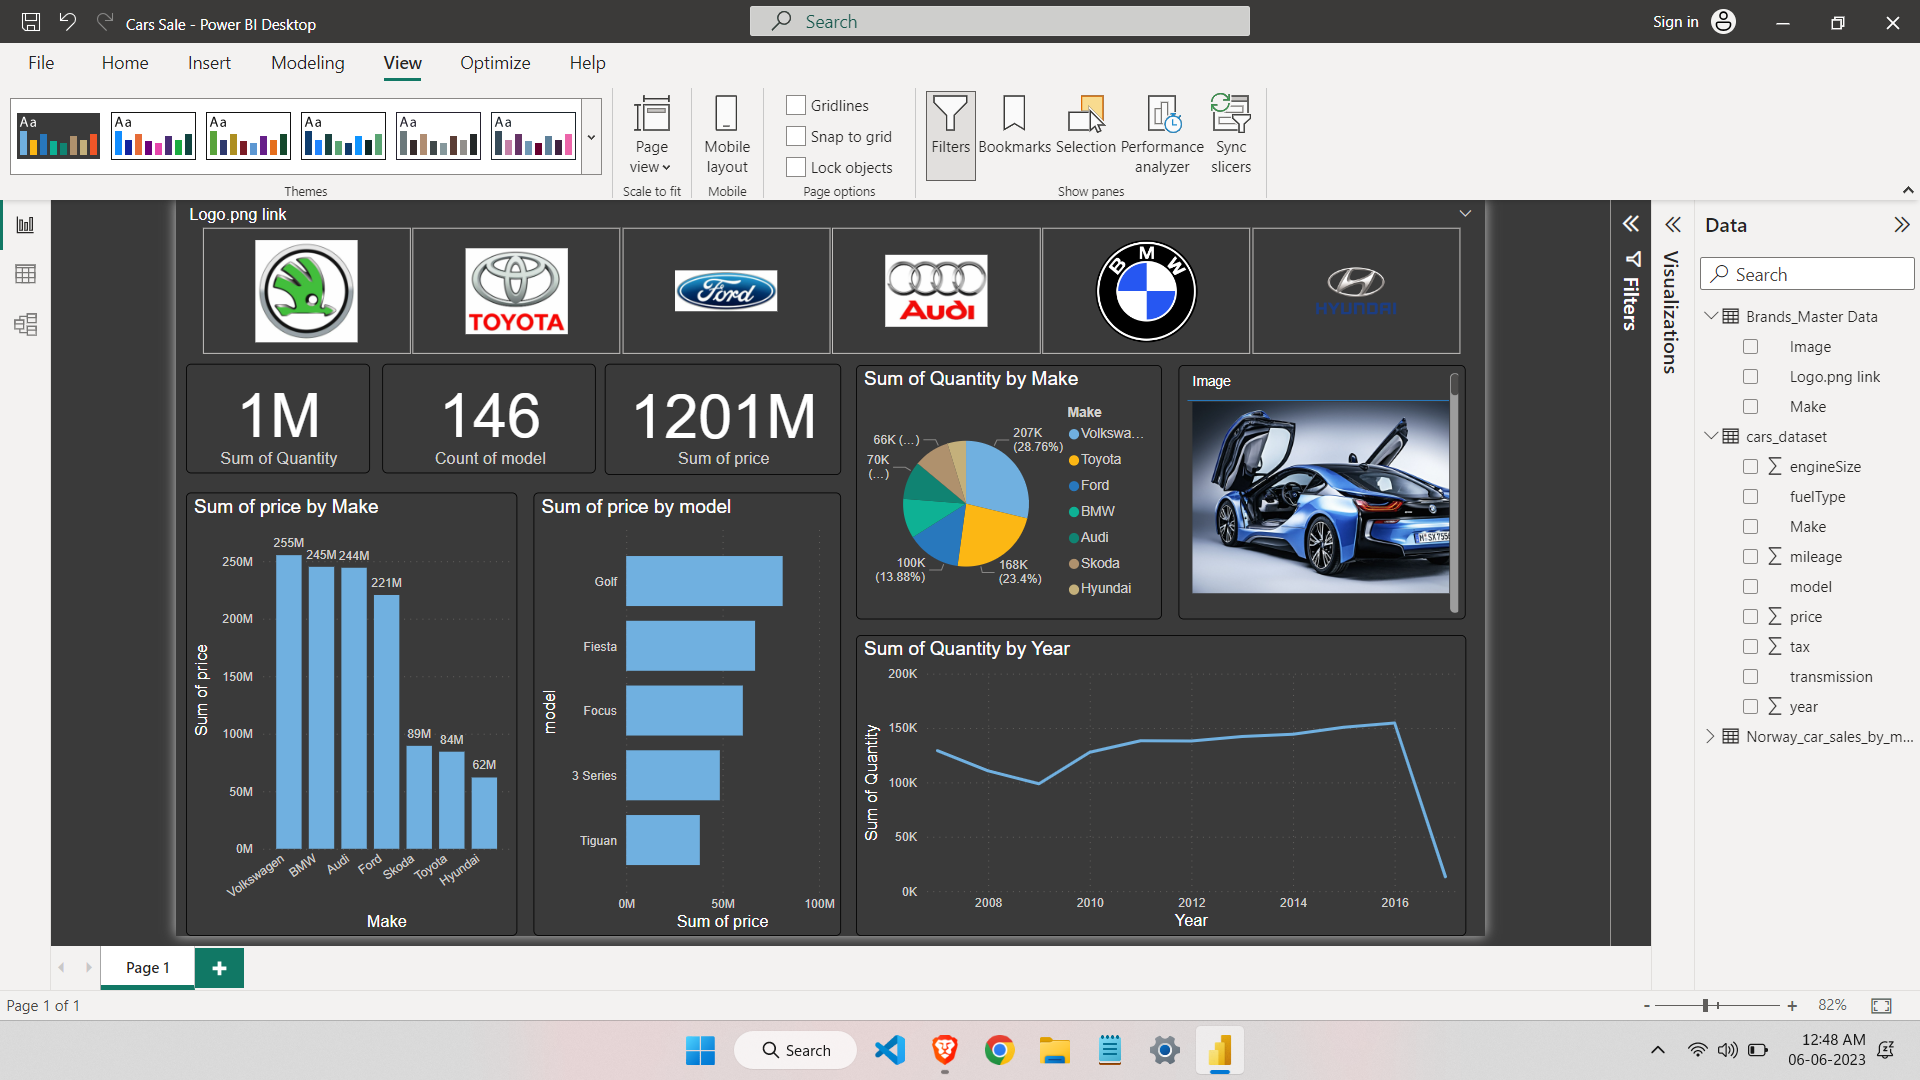 Cars Sale - Power BI Desktop
Search
Sign in
File
Home
Insert
Modeling
View
Optimize
Help
Aa
Aa
Aa
Aa
Aa
Aa
Themes
Page view
Scale to fit
Mobile layout
Mobile
Gridlines
Snap to grid
Lock objects
Page options
Filters
Bookmarks
Selection
Performance analyzer
Sync slicers
Show panes
Logo.png link
TOYOTA
Ford
Audi
BMW
HYUNDAI
1M
Sum of Quantity
146
Count of model
1201M
Sum of price
Sum of Quantity by Make
66K (...)
70K
(...)
207K
(28.76%)
100K
(13.88%)
168K
(23.4%)
Make
Volkswa...
Toyota
Ford
BMW
Audi
Skoda
Hyundai
Image
Sum of price by Make
Sum of price
250M
200M
150M
100M
50M
0M
255M
245M
244M
221M
89M
84M
62M
Volkswagen
BMW
Audi
Ford
Skoda
Toyota
Hyundai
Make
Sum of price by model
model
Golf
Fiesta
Focus
3 Series
Tiguan
0M
50M
100M
Sum of price
Sum of Quantity by Year
Sum of Quantity
200K
150K
100K
50K
0K
2008
2010
2012
2014
2016
Year
Filters
Visualizations
Data
Search
Brands_Master Data
Image
Logo.png link
Make
cars_dataset
engineSize
fuelType
Make
mileage
model
price
tax
transmission
year
Norway_car_sales_by_m...
Page 1
Page 1 of 1
82%
Search
12:48 AM
06-06-2023